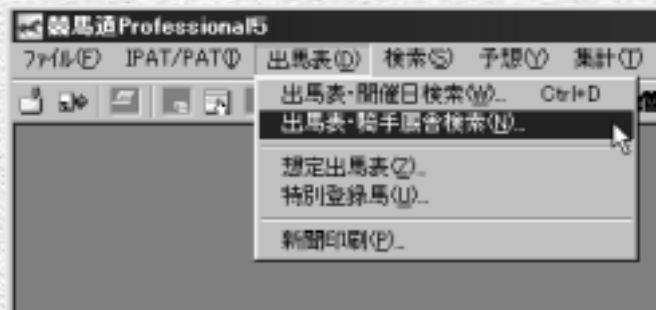 競馬通Professional5
ファイル(F) IPAT/PAT(I) 出馬表(D) 検索(S) 予想(Y) 集計(T)
出馬表・開催日検索(W)... Ctrl+D
出馬表・騎手厩舎検索(N)...
想定出馬表(Z)...
特別登録馬(U)...
新聞印刷(P)...